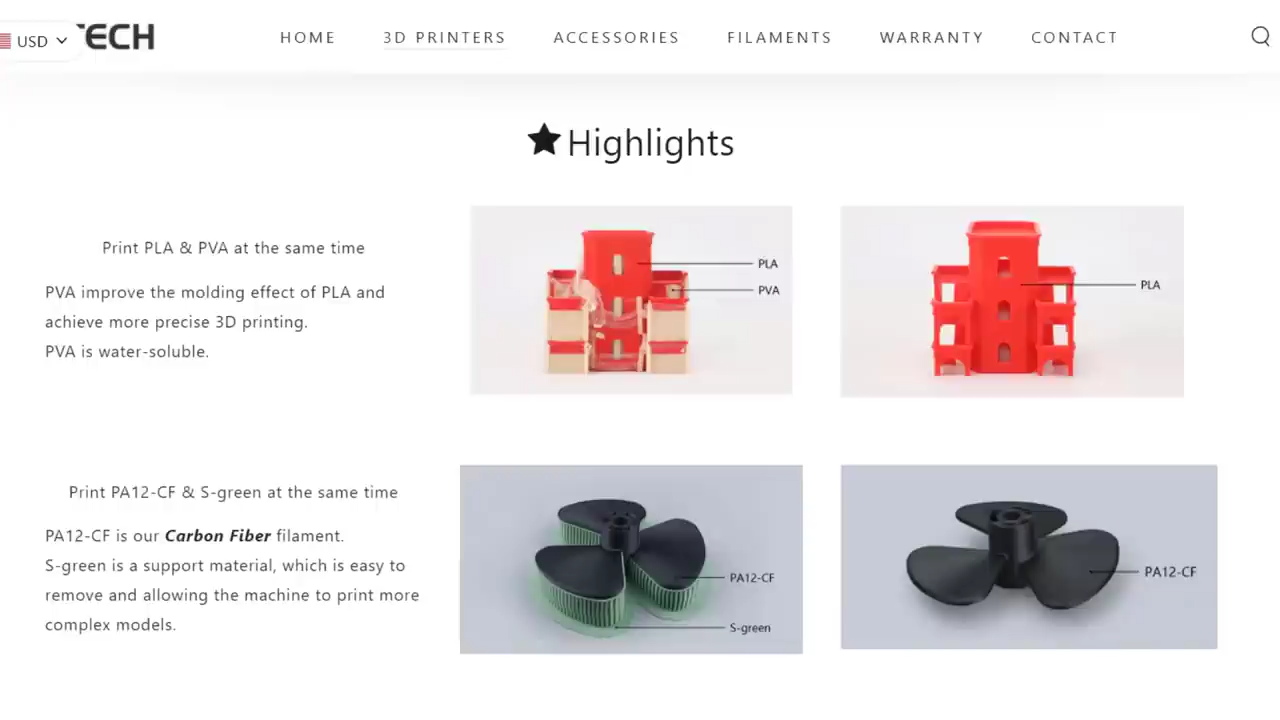 USD
TECH
HOME
3D PRINTERS
ACCESSORIES
FILAMENTS
WARRANTY
CONTACT
Highlights
Print PLA & PVA at the same time
PVA improve the molding effect of PLA and
achieve more precise 3D printing.
PVA is water-soluble.
PLA
PVA
PLA
Print PA12-CF & S-green at the same time
PA12-CF is our Carbon Fiber filament.
S-green is a support material, which is easy to
remove and allowing the machine to print more
complex models.
PA12-CF
S-green
PA12-CF